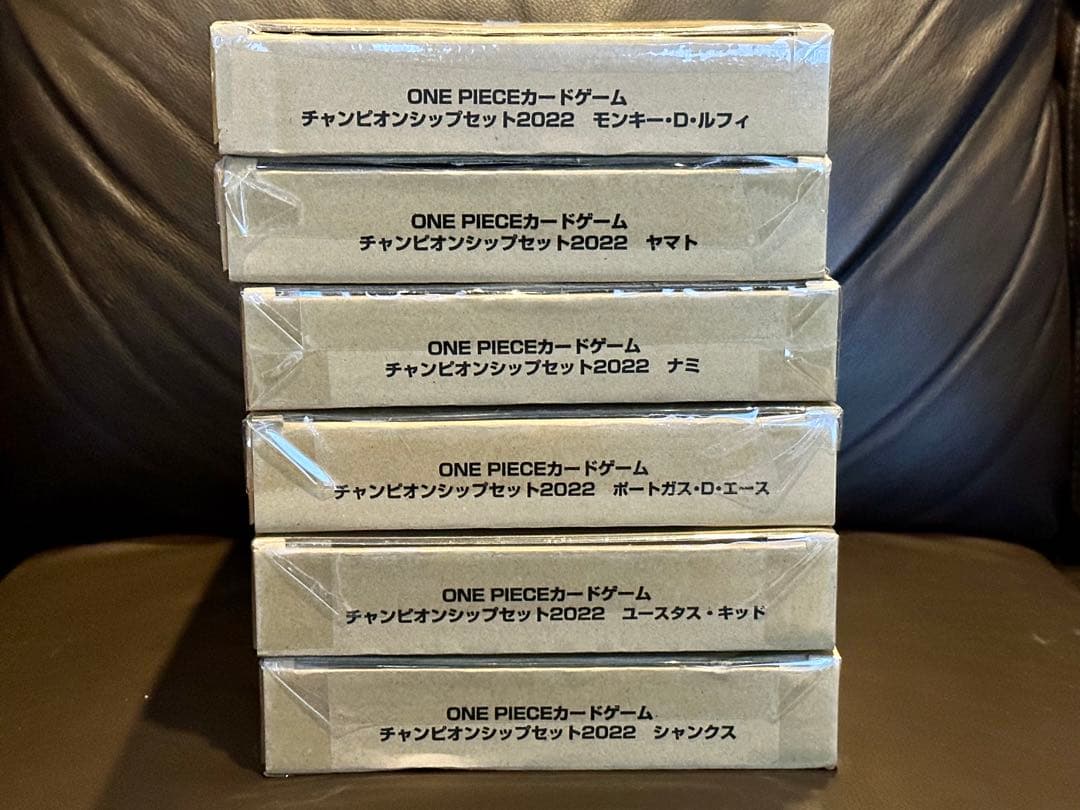 ONE PIECEカードゲーム
チャンピオンシップセット2022　モンキー・D・ルフィ
ONE PIECEカードゲーム
チャンピオンシップセット2022　ヤマト
ONE PIECEカードゲーム
チャンピオンシップセット2022　ナミ
ONE PIECEカードゲーム
チャンピオンシップセット2022　ポートガス・D・エース
ONE PIECEカードゲーム
チャンピオンシップセット2022　ユースタス・キッド
ONE PIECEカードゲーム
チャンピオンシップセット2022　シャンクス